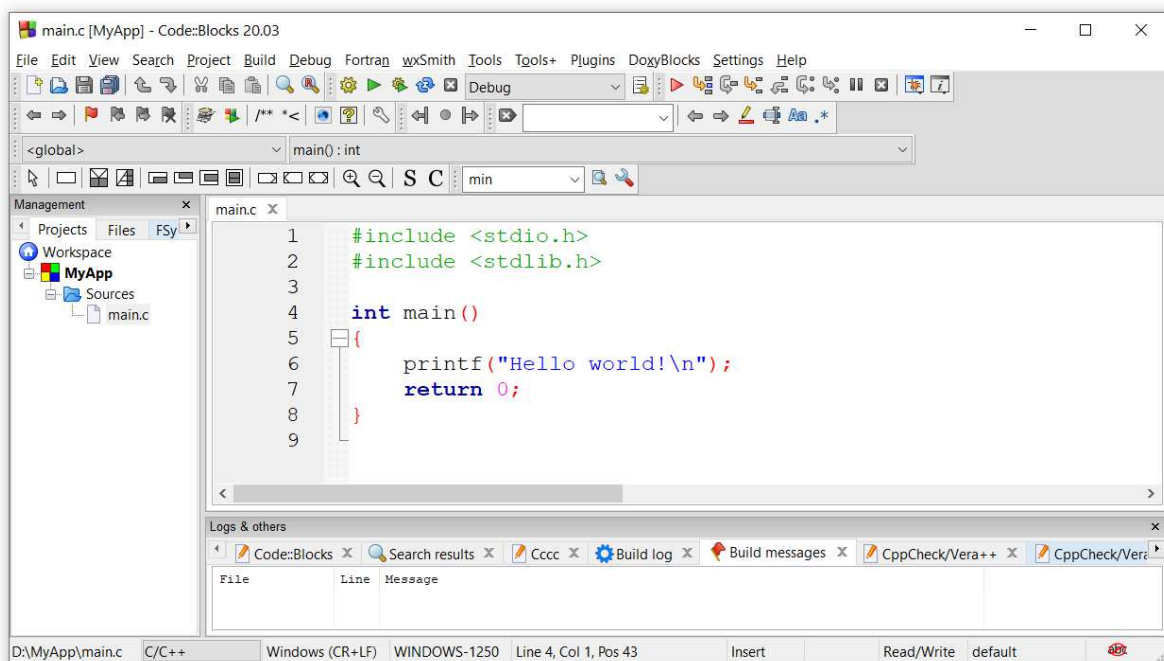 main.c [MyApp] - Code::Blocks 20.03
File Edit View Search Project Build Debug Fortran wxSmith Tools Tools+ Plugins DoxyBlocks Settings Help
Debug
/** *<
Aa .*
<global> main() : int
S C min
Management
Projects Files FSy
Workspace
MyApp
Sources
main.c
main.c
1 #include <stdio.h>
2 #include <stdlib.h>
3
4 int main()
5 {
6 printf("Hello world!\n");
7 return 0;
8 }
9
Logs & others
Code::Blocks Search results Cccc Build log Build messages CppCheck/Vera++ CppCheck/Vera
File Line Message
D:\MyApp\main.c C/C++ Windows (CR+LF) WINDOWS-1250 Line 4, Col 1, Pos 43 Insert Read/Write default abc